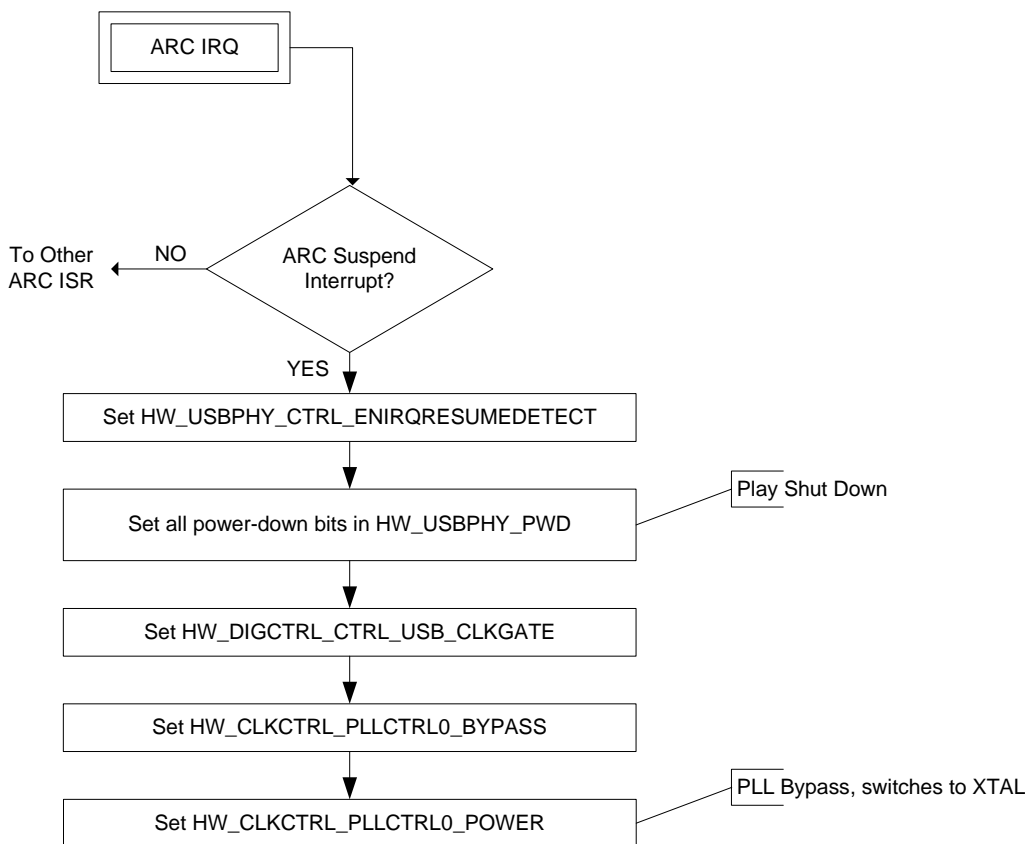 ARC IRQ
ARC Suspend
Interrupt?
NO
To Other
ARC ISR
YES
Set HW_USBPHY_CTRL_ENIRQRESUMEDETECT
Set all power-down bits in HW_USBPHY_PWD
Play Shut Down
Set HW_DIGCTRL_CTRL_USB_CLKGATE
Set HW_CLKCTRL_PLLCTRL0_BYPASS
PLL Bypass, switches to XTAL
Set HW_CLKCTRL_PLLCTRL0_POWER